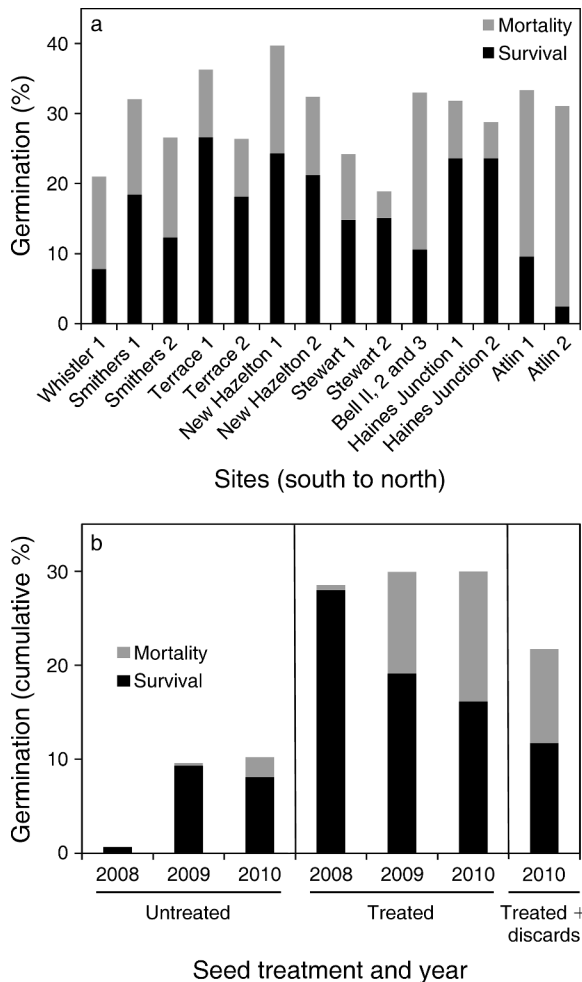 a
Mortality
Survival
40
30
20
10
0
Germination (%)
Whistler 1
Smithers 1
Smithers 2
Terrace 1
Terrace 2
New Hazelton 1
New Hazelton 2
Stewart 1
Stewart 2
Bell II, 2 and 3
Haines Junction 1
Haines Junction 2
Atlin 1
Atlin 2
Sites (south to north)
b
30
20
10
0
Germination (cumulative %)
Mortality
Survival
2008 2009 2010 2008 2009 2010 2010
Untreated Treated Treated +
discards
Seed treatment and year